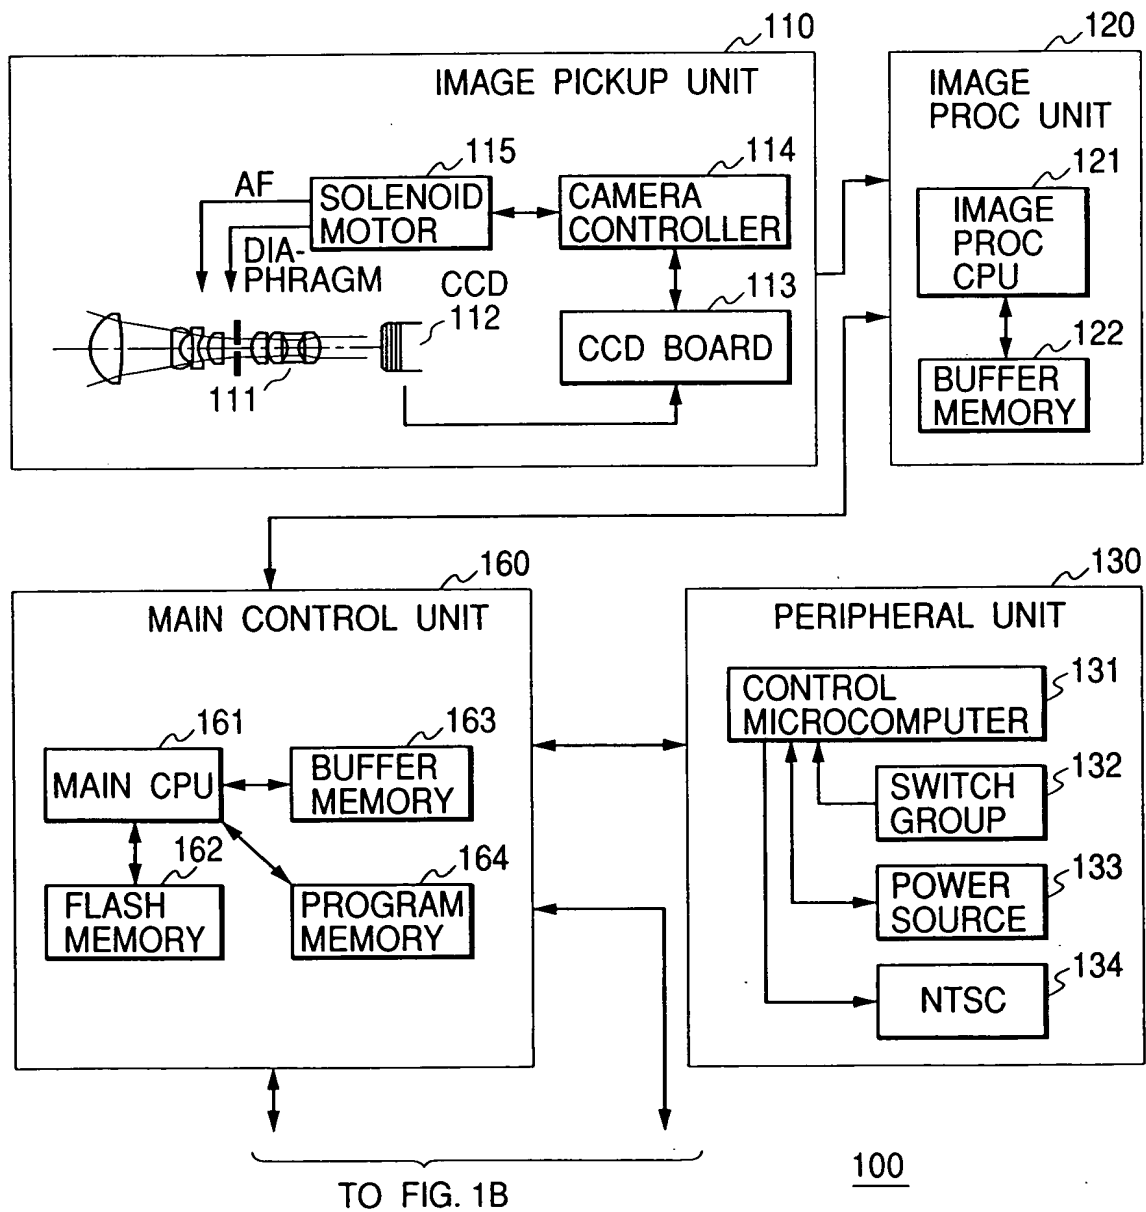 110
IMAGE PICKUP UNIT
115
SOLENOID
MOTOR
114
CAMERA
CONTROLLER
AF
DIA-
PHRAGM
CCD
112
113
CCD BOARD
111
120
IMAGE
PROC UNIT
121
IMAGE
PROC
CPU
122
BUFFER
MEMORY
160
MAIN CONTROL UNIT
161
MAIN CPU
163
BUFFER
MEMORY
162
FLASH
MEMORY
164
PROGRAM
MEMORY
130
PERIPHERAL UNIT
131
CONTROL
MICROCOMPUTER
132
SWITCH
GROUP
133
POWER
SOURCE
134
NTSC
TO FIG. 1B
100